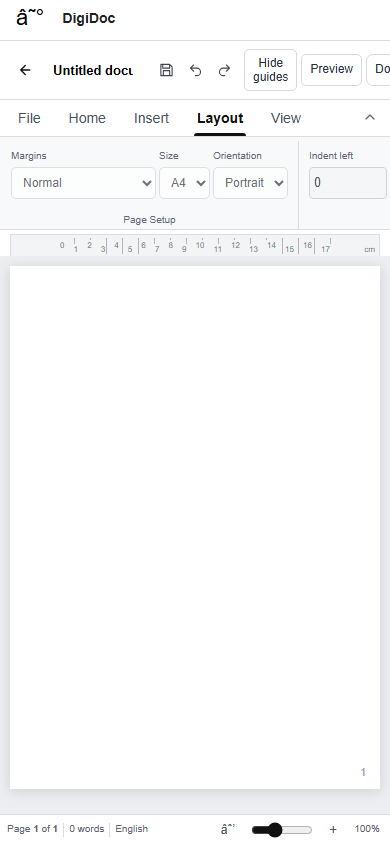 â˜° DigiDoc
Untitled docu
Hide guides
Preview
Do
File Home Insert Layout View
Margins Size Orientation Indent left
Normal A4 Portrait 0
Page Setup
0 1 2 3 4 5 6 7 8 9 10 11 12 13 14 15 16 17 cm
1
Page 1 of 1 0 words English âˆ’ + 100%